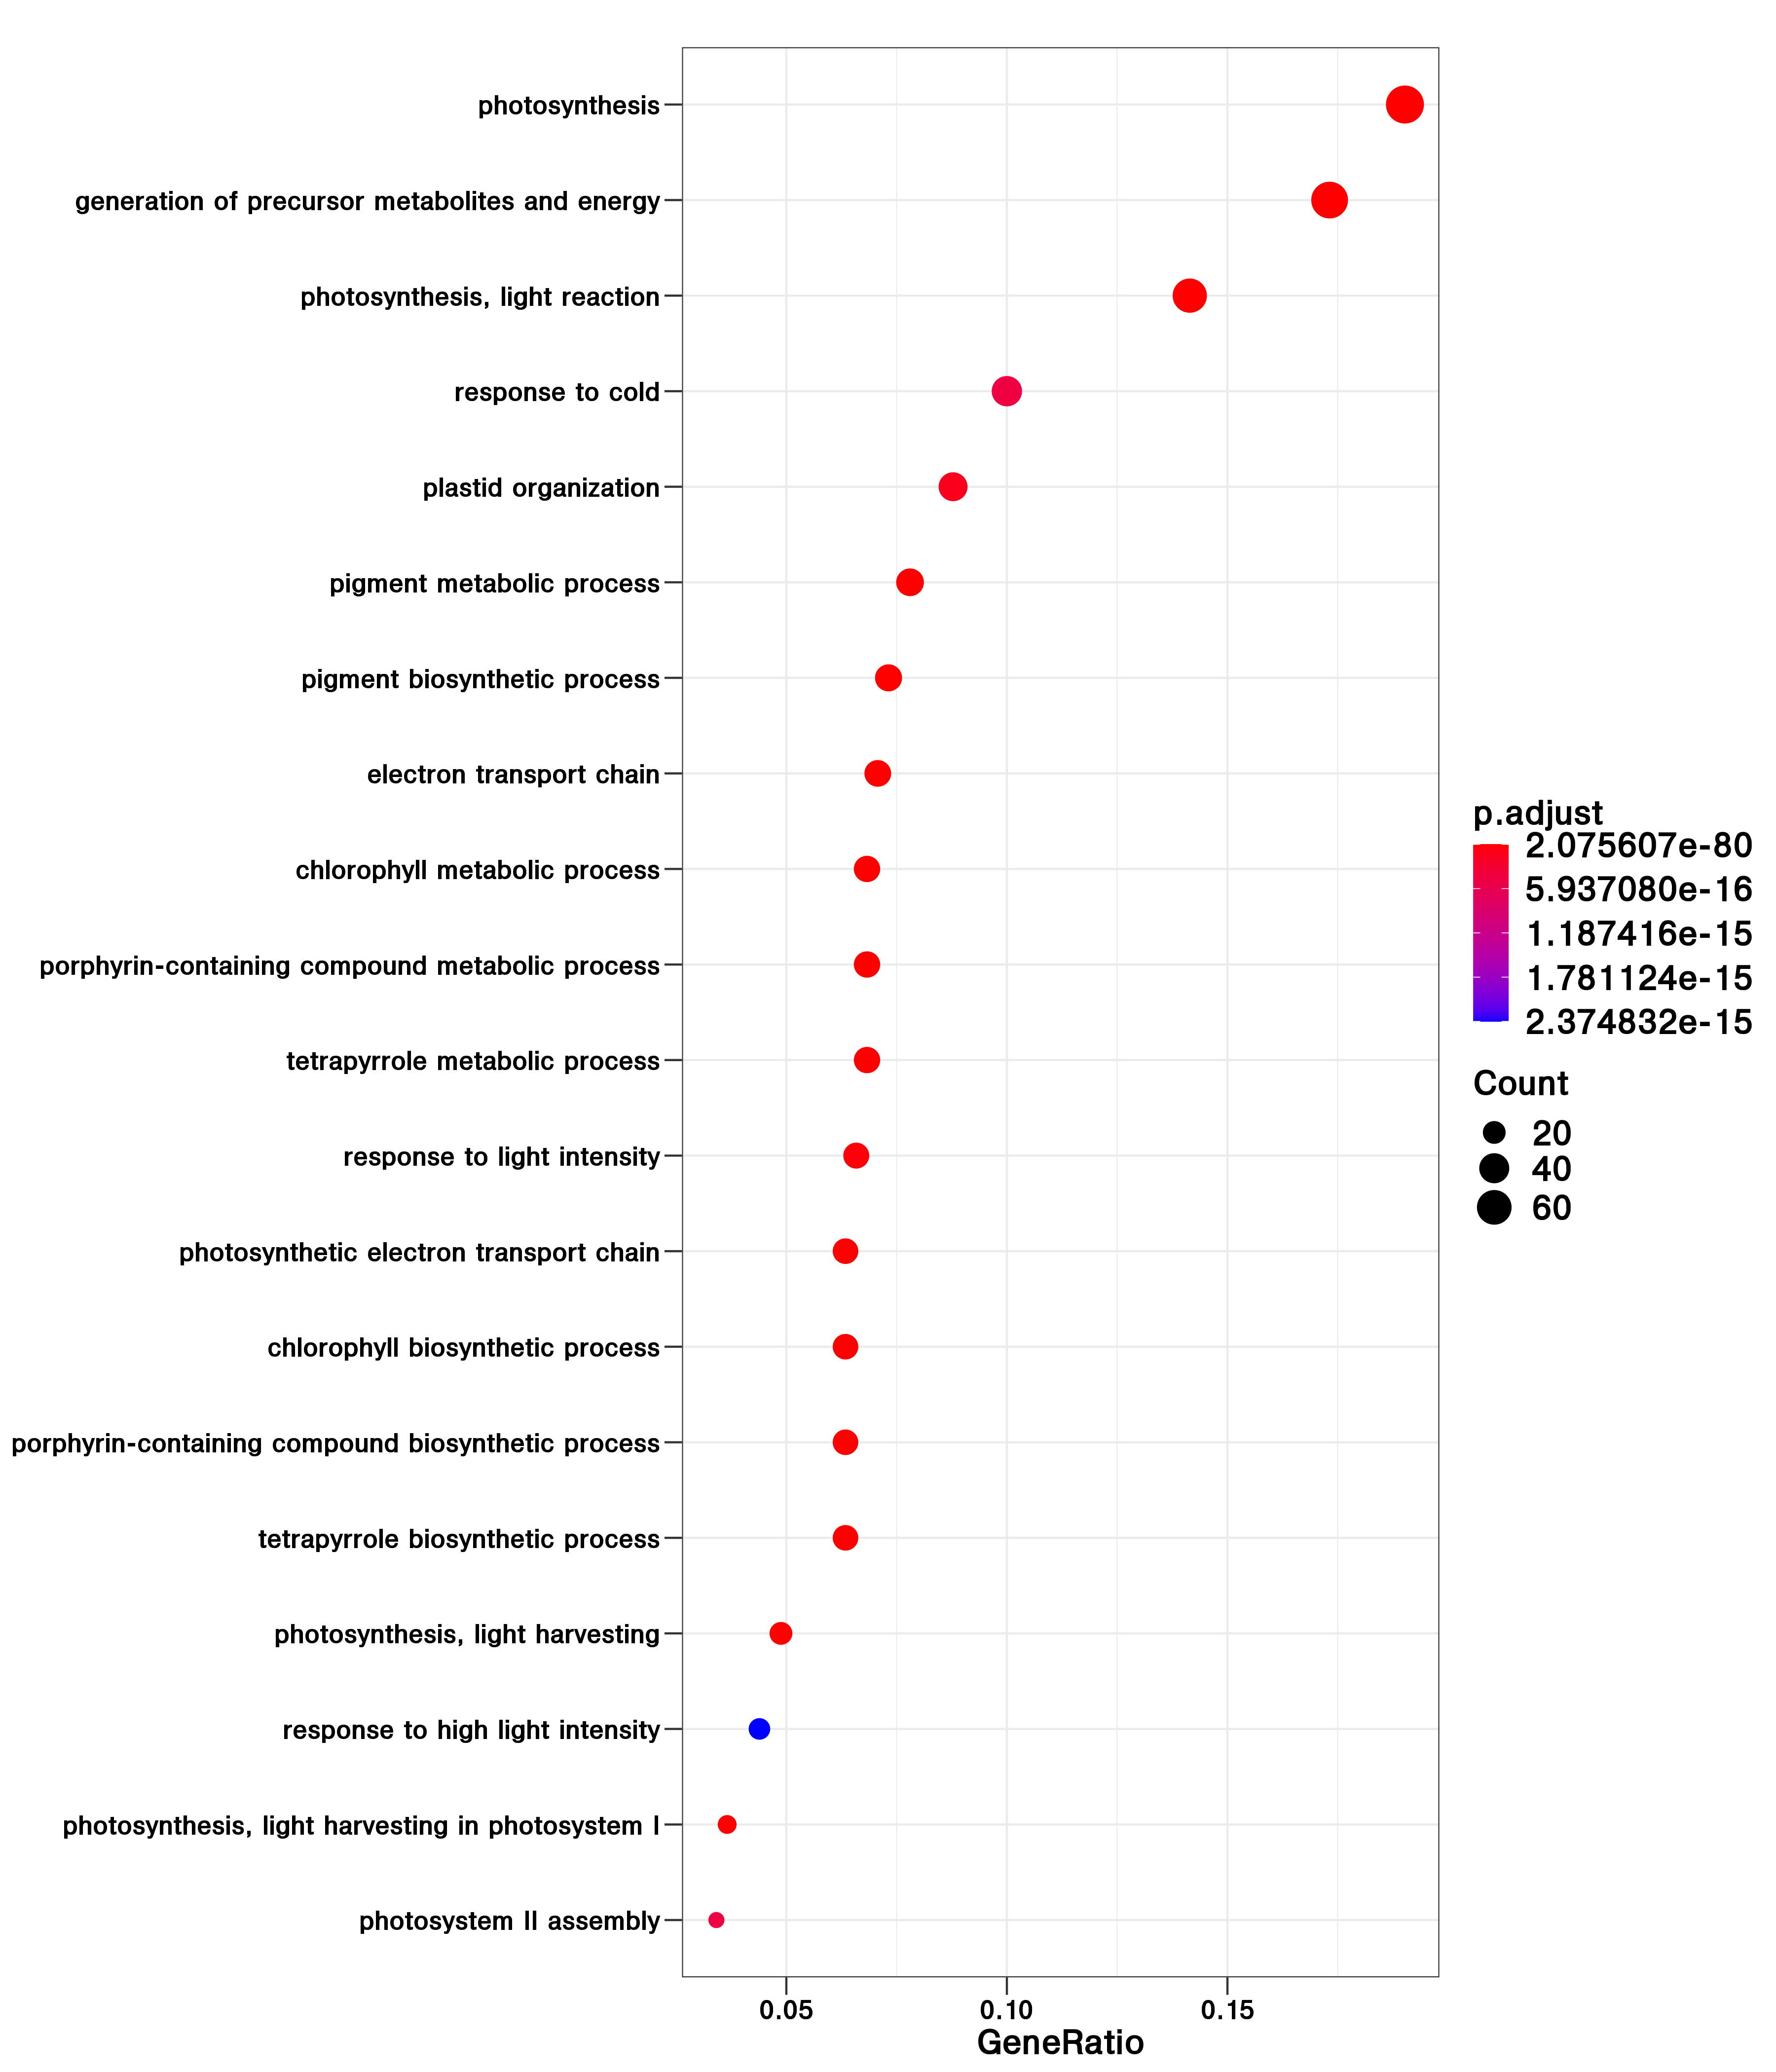 photosynthesis
generation of precursor metabolites and energy
photosynthesis, light reaction
response to cold
plastid organization
pigment metabolic process
pigment biosynthetic process
electron transport chain
chlorophyll metabolic process
porphyrin-containing compound metabolic process
tetrapyrrole metabolic process
response to light intensity
photosynthetic electron transport chain
chlorophyll biosynthetic process
porphyrin-containing compound biosynthetic process
tetrapyrrole biosynthetic process
photosynthesis, light harvesting
response to high light intensity
photosynthesis, light harvesting in photosystem I
photosystem II assembly
0.05 0.10 0.15
GeneRatio
p.adjust
2.075607e-80
5.937080e-16
1.187416e-15
1.781124e-15
2.374832e-15
Count
20
40
60